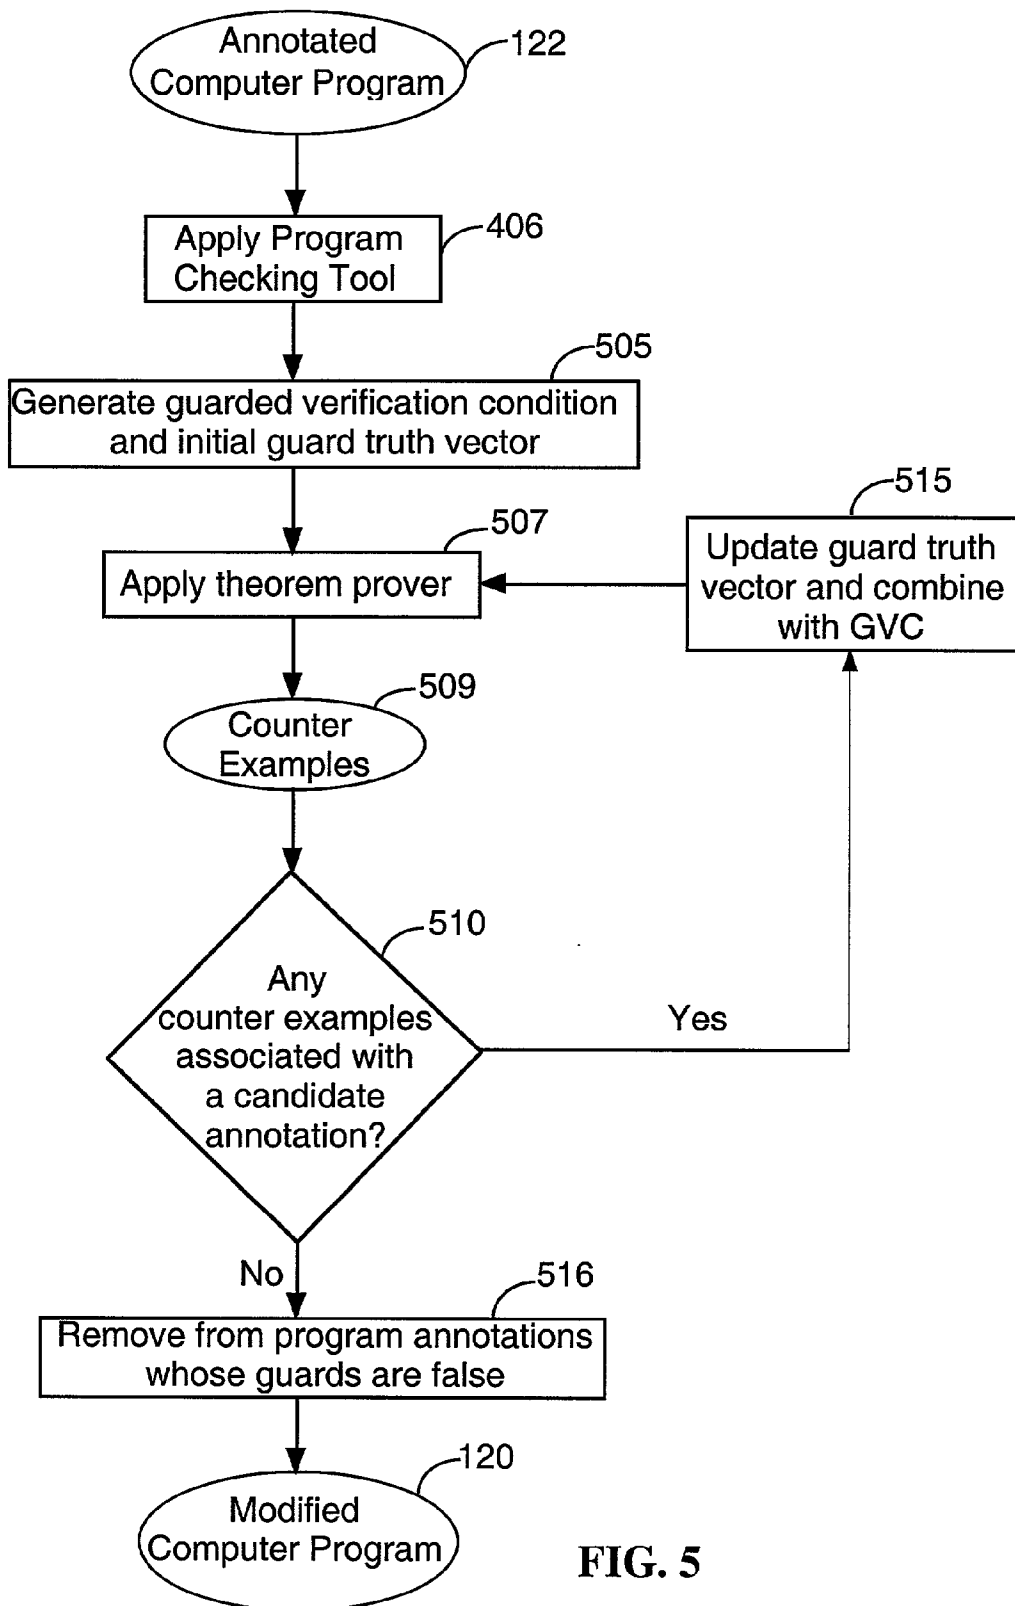 Annotated
Computer Program
122
Apply Program
Checking Tool
406
505
Generate guarded verification condition
and initial guard truth vector
515
Update guard truth
vector and combine
with GVC
507
Apply theorem prover
509
Counter
Examples
510
Any
counter examples
associated with
a candidate
annotation?
Yes
No
516
Remove from program annotations
whose guards are false
120
Modified
Computer Program
FIG. 5